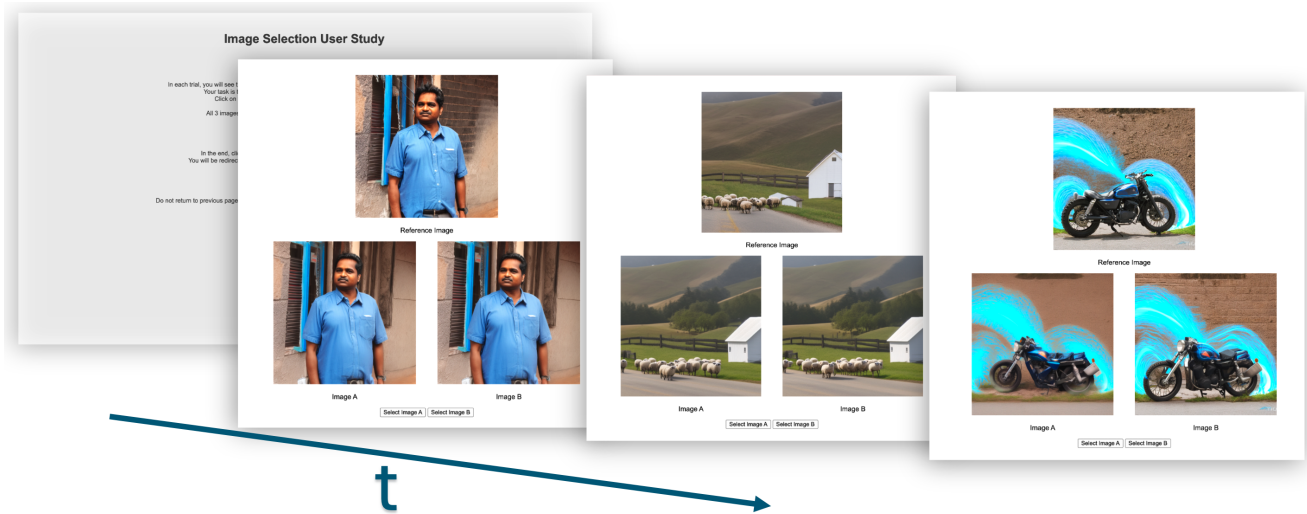 Image Selection User Study
In each trial, you will see t
Your task is
Click on
All 3 image
In the end, cli
You will be redirec
Do not return to previous page
Reference Image
Image A
Image B
Select Image A
Select Image B
Reference Image
Image A
Image B
Select Image A
Select Image B
Reference Image
Image A
Image B
Select Image A
Select Image B
t